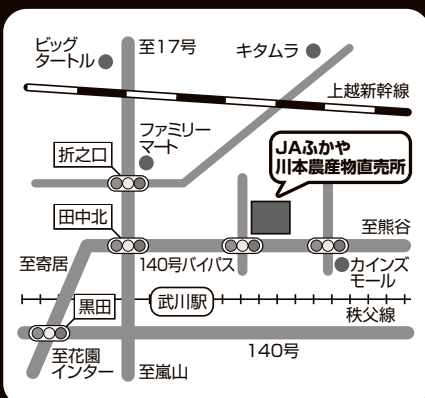 ビッグ
タートル
至17号
キタムラ
上越新幹線
ファミリー
マート
折之口
JAふかや
川本農産物直売所
田中北
至熊谷
至寄居
140号バイパス
カインズ
モール
黒田
武川駅
秩父線
至花園
インター
至嵐山
140号